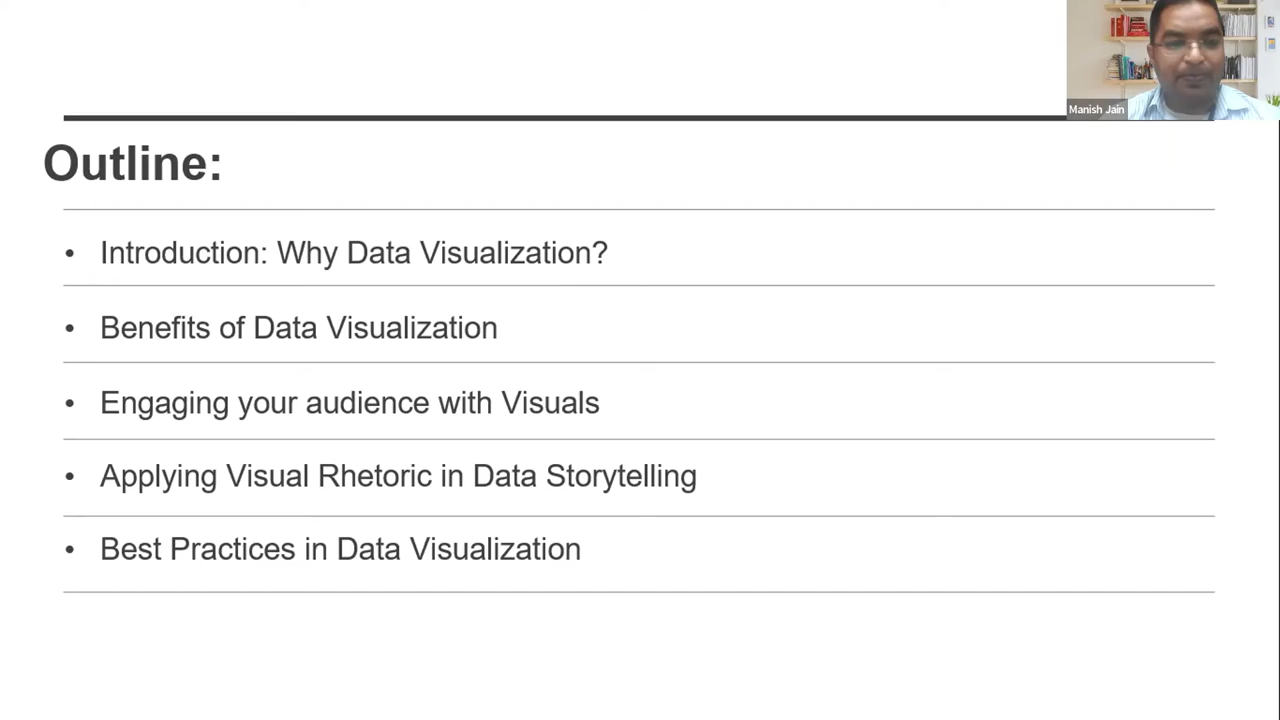 Manish Jain
Outline:
• Introduction: Why Data Visualization?
• Benefits of Data Visualization
• Engaging your audience with Visuals
• Applying Visual Rhetoric in Data Storytelling
• Best Practices in Data Visualization